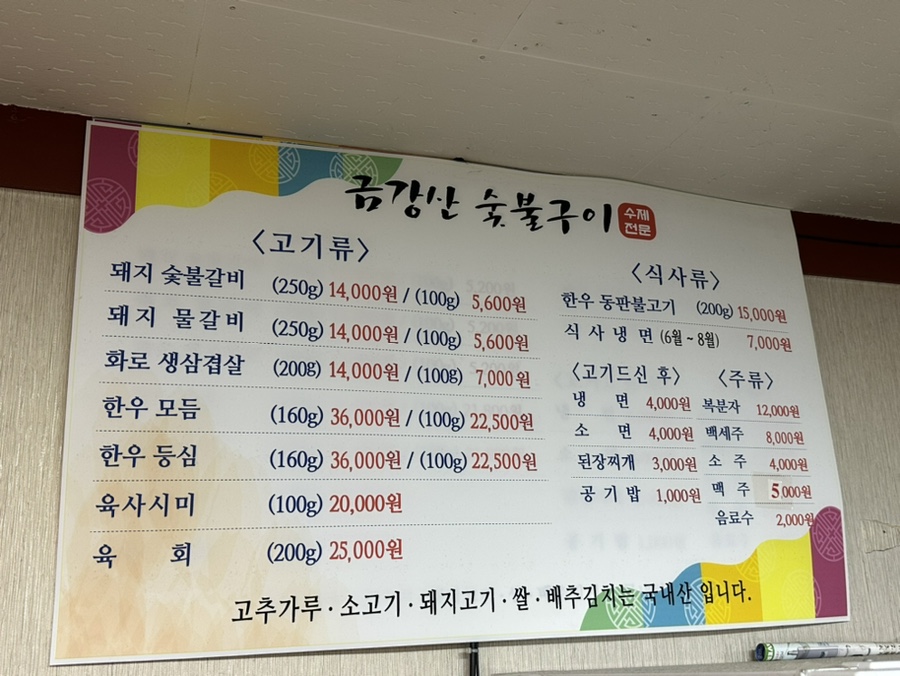 금강산 숯불구이
수제
전문
<고기류>
돼지 숯불갈비 (250g) 14,000원 / (100g) 5,600원
돼지 물갈비 (250g) 14,000원 / (100g) 5,600원
화로 생삼겹살 (200g) 14,000원 / (100g) 7,000원
한우 모듬 (160g) 36,000원 / (100g) 22,500원
한우 등심 (160g) 36,000원 / (100g) 22,500원
육사시미 (100g) 20,000원
육 회 (200g) 25,000원
<식사류>
한우 동판불고기 (200g) 15,000원
식사냉면 (6월 ~ 8월) 7,000원
<고기드신 후>
냉 면 4,000원
소 면 4,000원
된장찌개 3,000원
공기밥 1,000원
<주류>
복분자 12,000원
백세주 8,000원
소 주 4,000원
맥 주 5,000원
음료수 2,000원
고추가루 · 소고기 · 돼지고기 · 쌀 · 배추김치는 국내산 입니다.